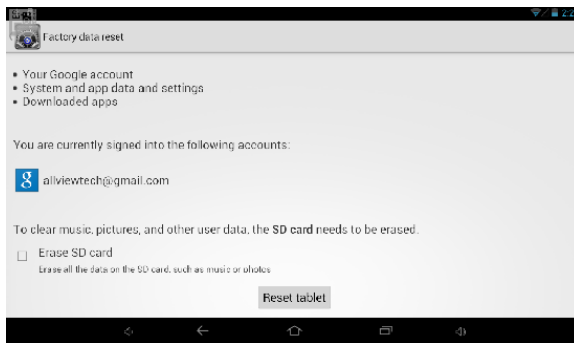 2:2
Factory data reset
• Your Google account
• System and app data and settings
• Downloaded apps
You are currently signed into the following accounts:
g allviewtech@gmail.com
To clear music, pictures, and other user data, the SD card needs to be erased.
Erase SD card
Erase all the data on the SD card, such as music or photos
Reset tablet